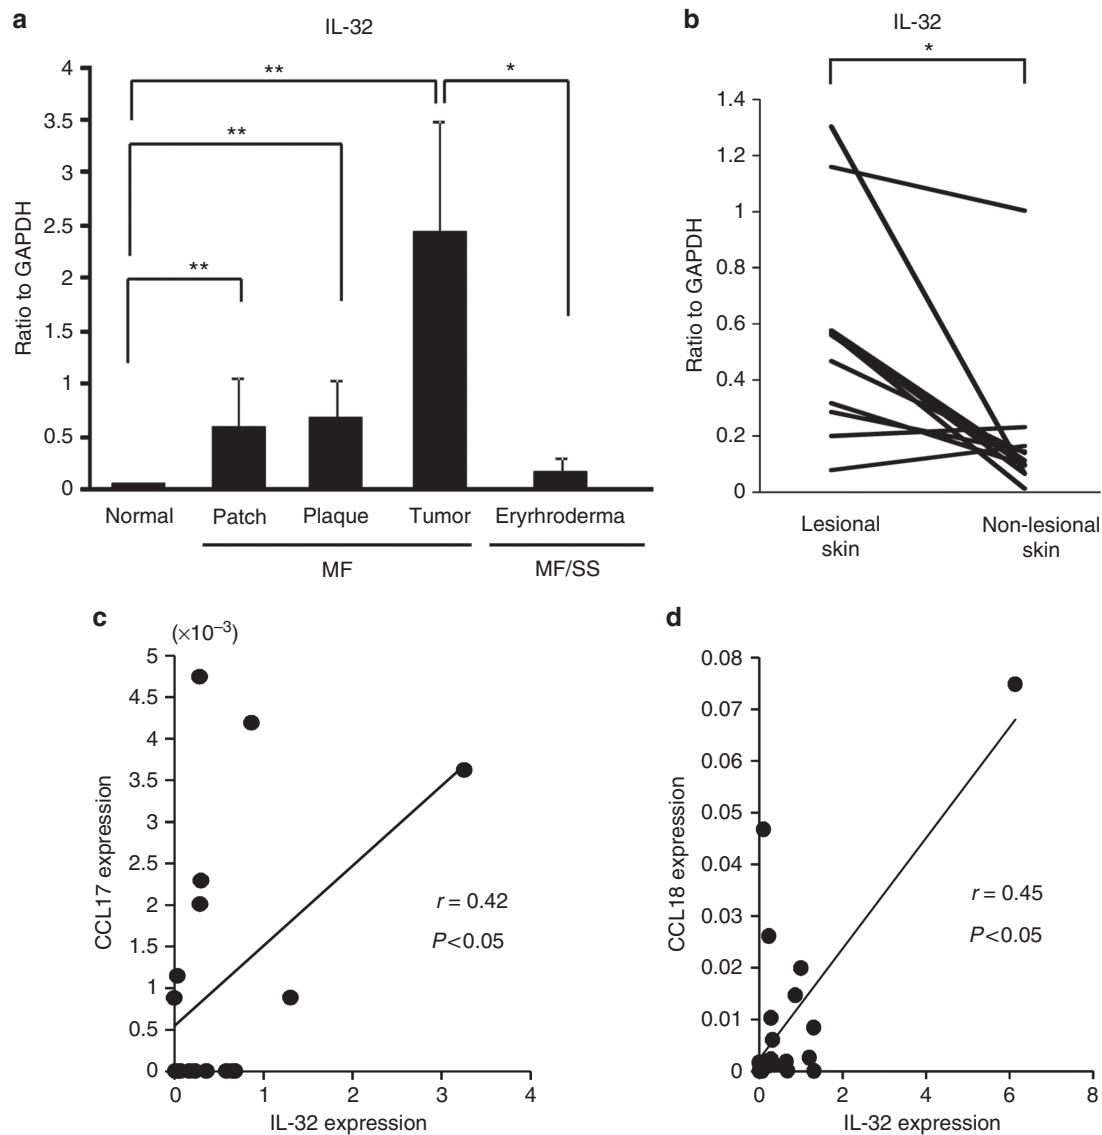 a
IL-32
4
3.5
3
2.5
2
1.5
1
0.5
0
Ratio to GAPDH
**
*
**
**
Normal
Patch
Plaque
Tumor
Eryrhroderma
MF
MF/SS
b
IL-32
*
1.4
1.2
1
0.8
0.6
0.4
0.2
0
Ratio to GAPDH
Lesional
skin
Non-lesional
skin
c
(×10⁻³)
5
4.5
4
3.5
3
2.5
2
1.5
1
0.5
0
CCL17 expression
r = 0.42
P<0.05
0
1
2
3
4
IL-32 expression
d
0.08
0.07
0.06
0.05
0.04
0.03
0.02
0.01
0
CCL18 expression
r = 0.45
P<0.05
0
2
4
6
8
IL-32 expression